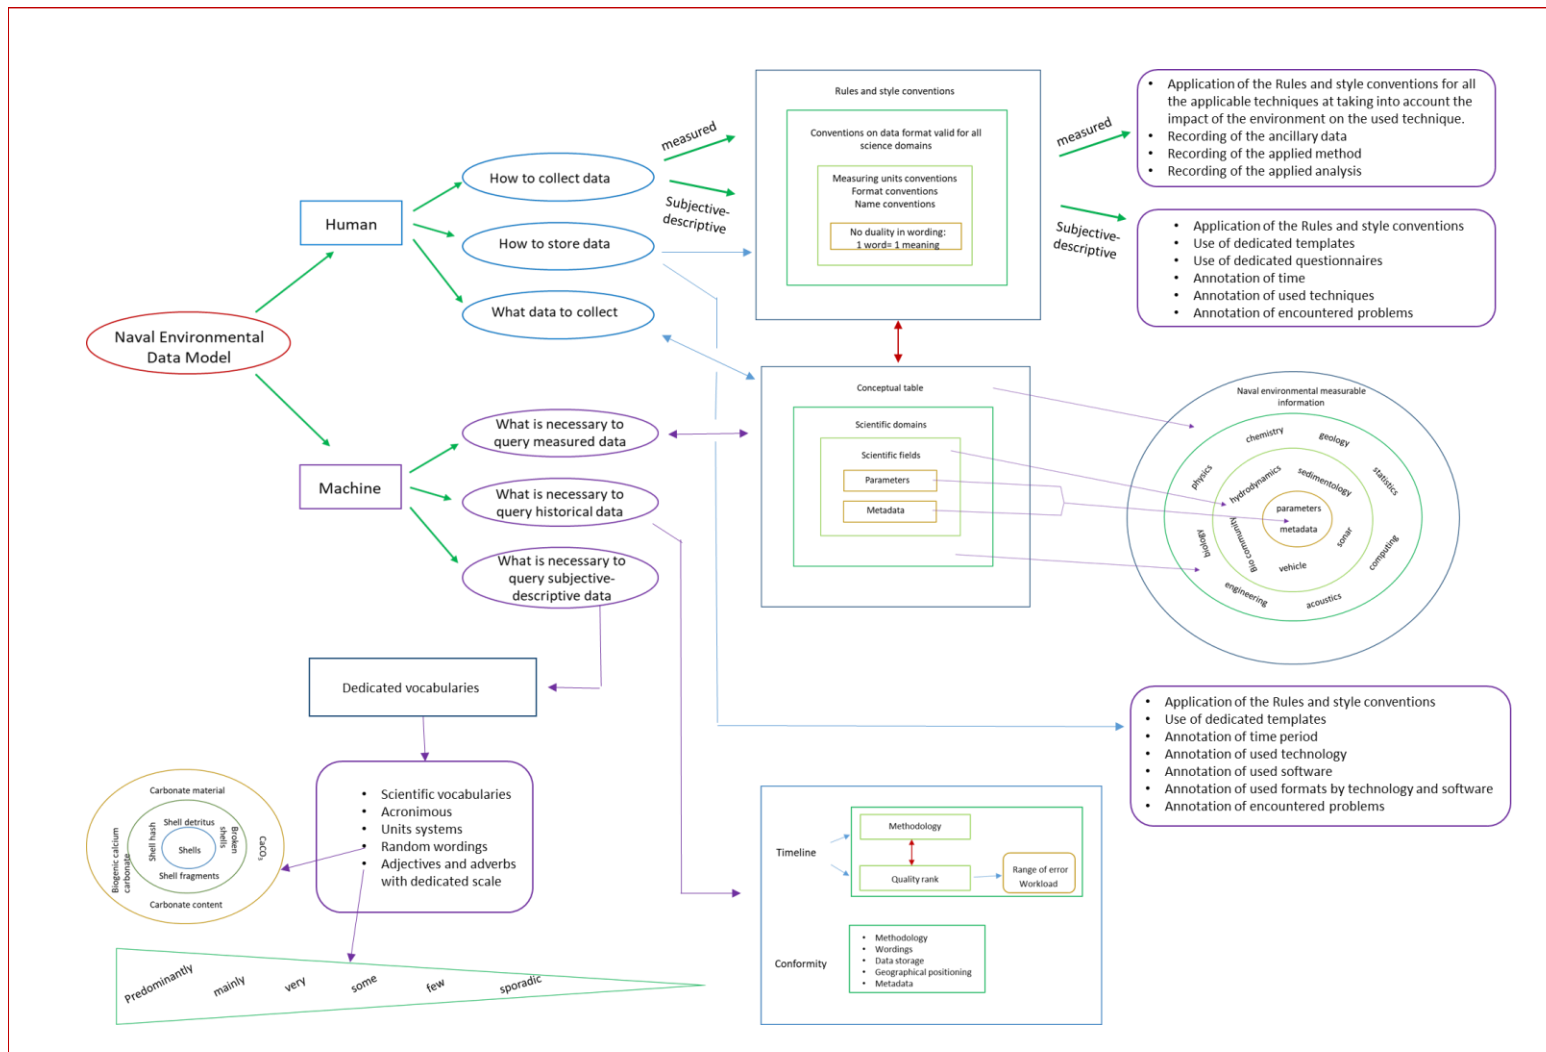 Naval Environmental
Data Model
Human
Machine
How to collect data
How to store data
What data to collect
What is necessary to
query measured data
What is necessary to
query historical data
What is necessary to
query subjective-
descriptive data
measured
Subjective-
descriptive
Rules and style conventions
Conventions on data format valid for all
science domains
Measuring units conventions
Format conventions
Name conventions
No duality in wording:
1 word= 1 meaning
measured
Subjective-
descriptive
• Application of the Rules and style conventions for all
the applicable techniques at taking into account the
impact of the environment on the used technique.
• Recording of the ancillary data
• Recording of the applied method
• Recording of the applied analysis
• Application of the Rules and style conventions
• Use of dedicated templates
• Use of dedicated questionnaires
• Annotation of time
• Annotation of used techniques
• Annotation of encountered problems
Conceptual table
Scientific domains
Scientific fields
Parameters
Metadata
Naval environmental measurable
information
chemistry
geology
physics
statistics
hydrodynamics
sedimentology
parameters
metadata
biology
Bio community
sonar
computing
vehicle
engineering
acoustics
Dedicated vocabularies
• Scientific vocabularies
• Acronimous
• Units systems
• Random wordings
• Adjectives and adverbs
with dedicated scale
Carbonate material
Shell detritus
Shell hash
Broken
shells
Shells
Shell fragments
Biogenic calcium
carbonate
CaCO₃
Carbonate content
Predominantly
mainly
very
some
few
sporadic
• Application of the Rules and style conventions
• Use of dedicated templates
• Annotation of time period
• Annotation of used technology
• Annotation of used software
• Annotation of used formats by technology and software
• Annotation of encountered problems
Timeline
Methodology
Quality rank
Range of error
Workload
Conformity
• Methodology
• Wordings
• Data storage
• Geographical positioning
• Metadata